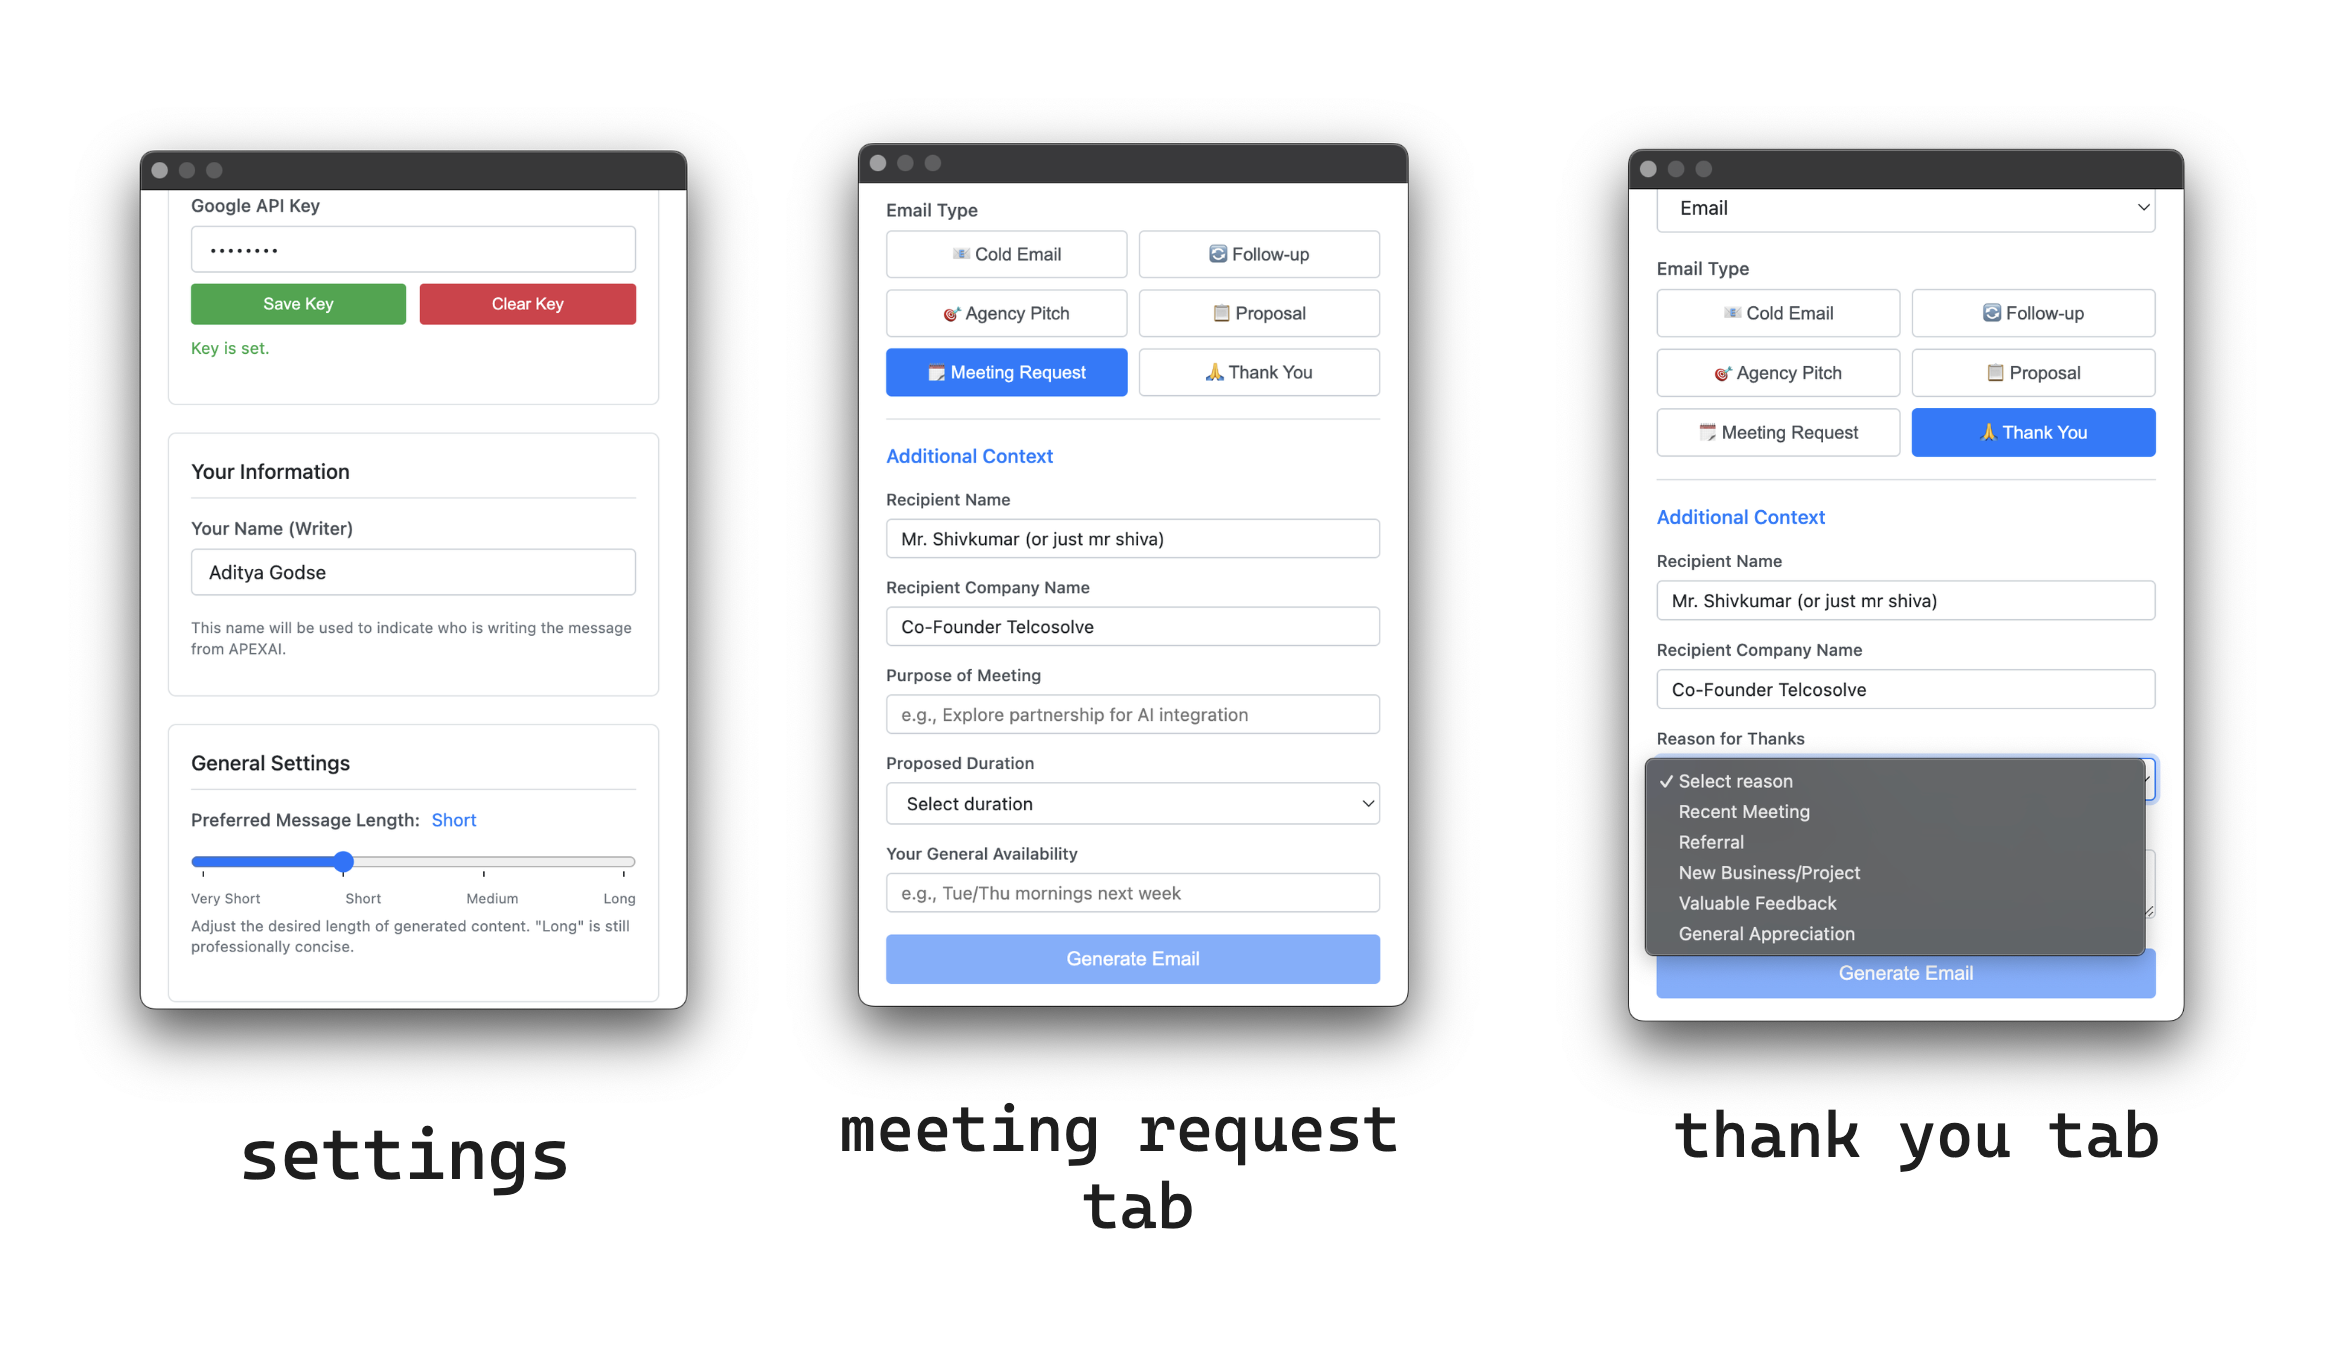 Google API Key
••••••••
Save Key
Clear Key
Key is set.
Your Information
Your Name (Writer)
Aditya Godse
This name will be used to indicate who is writing the message
from APEXAI.
General Settings
Preferred Message Length: Short
Very Short
Short
Medium
Long
Adjust the desired length of generated content. "Long" is still
professionally concise.
settings
Email Type
Cold Email
Follow-up
Agency Pitch
Proposal
Meeting Request
Thank You
Additional Context
Recipient Name
Mr. Shivkumar (or just mr shiva)
Recipient Company Name
Co-Founder Telcosolve
Purpose of Meeting
e.g., Explore partnership for AI integration
Proposed Duration
Select duration
Your General Availability
e.g., Tue/Thu mornings next week
Generate Email
meeting request
tab
Email
Email Type
Cold Email
Follow-up
Agency Pitch
Proposal
Meeting Request
Thank You
Additional Context
Recipient Name
Mr. Shivkumar (or just mr shiva)
Recipient Company Name
Co-Founder Telcosolve
Reason for Thanks
✓ Select reason
Recent Meeting
Referral
New Business/Project
Valuable Feedback
General Appreciation
Generate Email
thank you tab